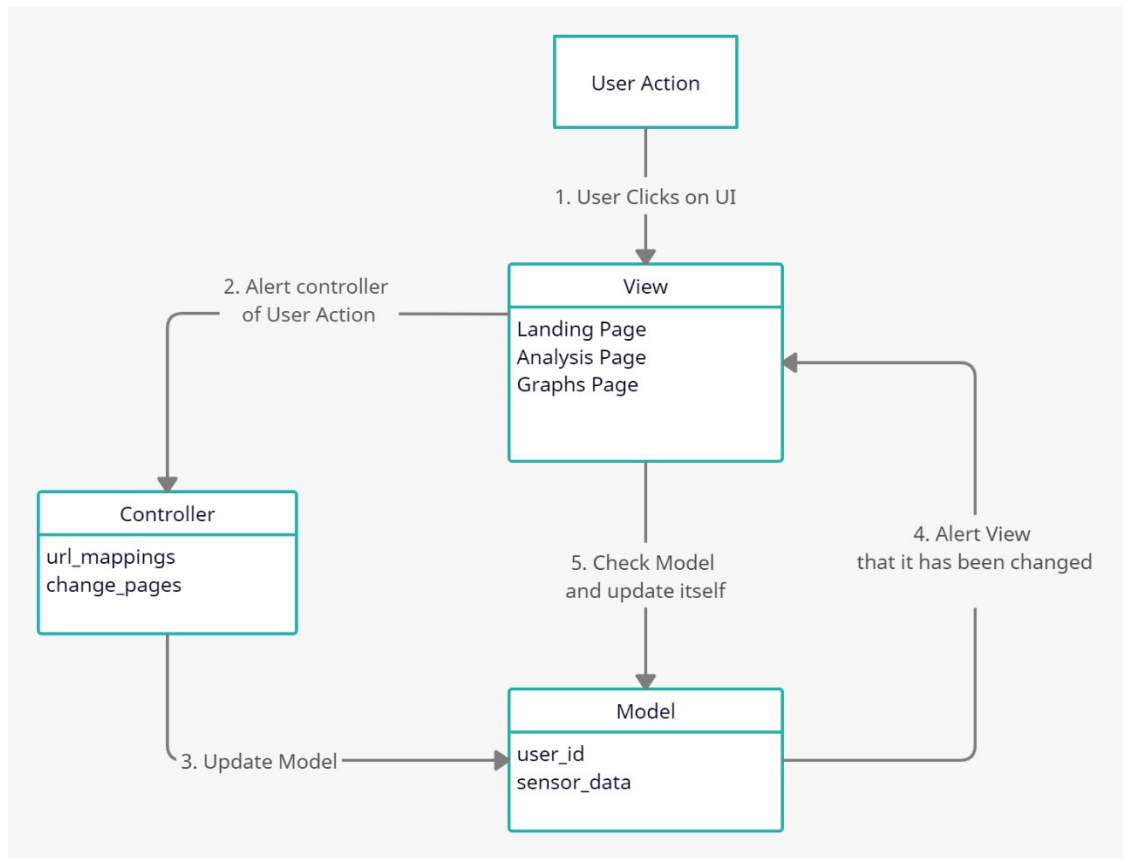 User Action
1. User Clicks on UI
2. Alert controller
of User Action
View
Landing Page
Analysis Page
Graphs Page
Controller
url_mappings
change_pages
5. Check Model
and update itself
4. Alert View
that it has been changed
3. Update Model
Model
user_id
sensor_data